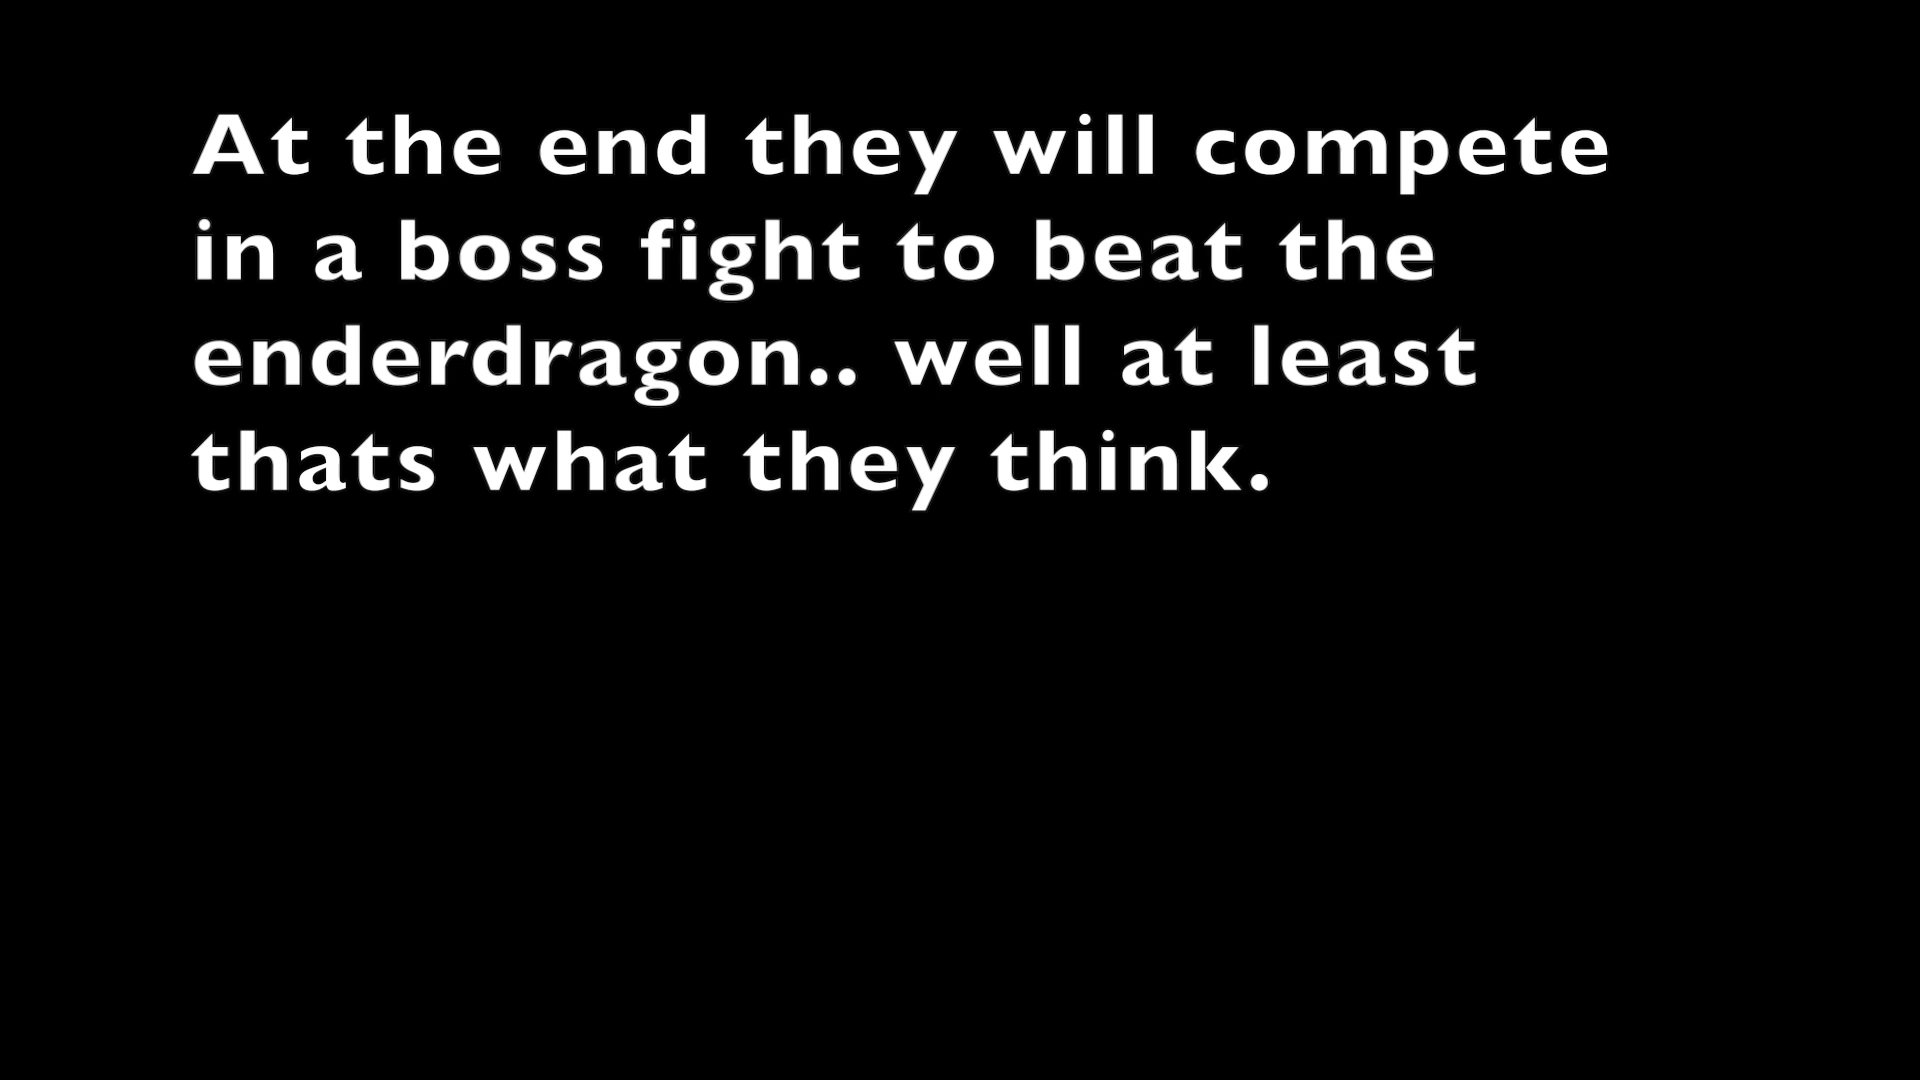 At the end they will compete
in a boss fight to beat the
enderdragon.. well at least
thats what they think.